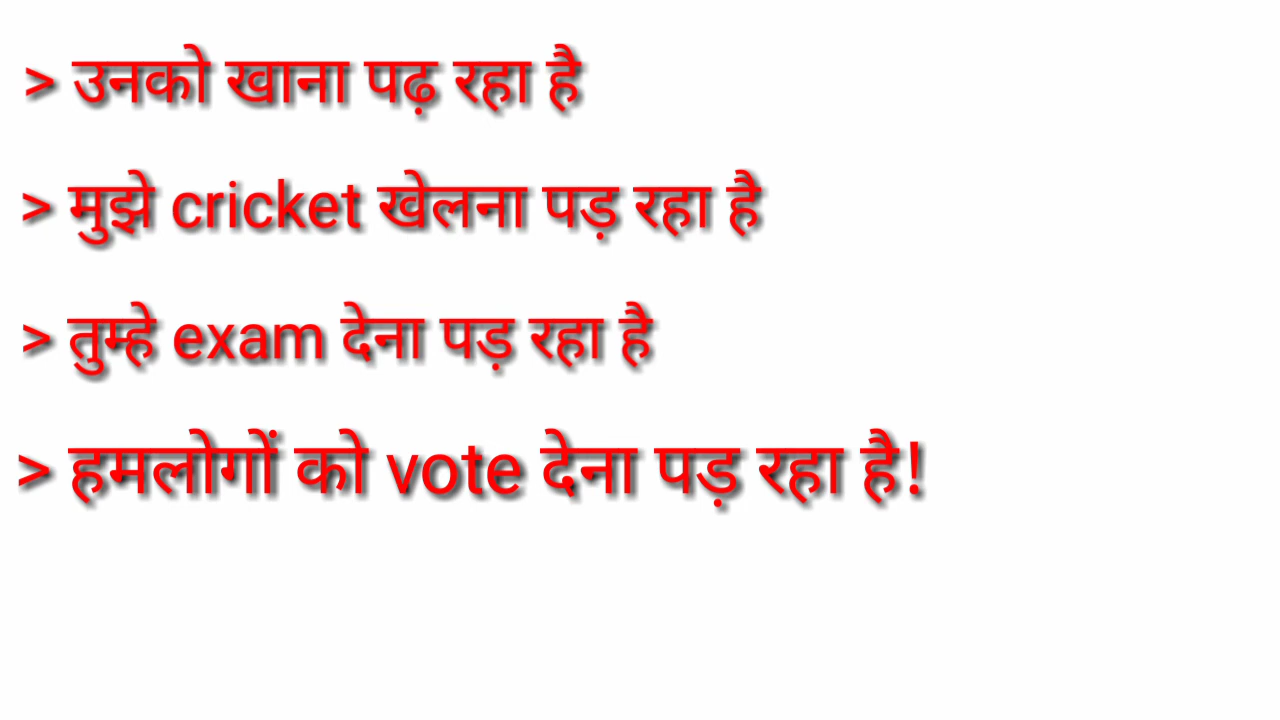 > उनको खाना पढ़ रहा है
> मुझे cricket खेलना पड़ रहा है
> तुम्हे exam देना पड़ रहा है
> हमलोगों को vote देना पड़ रहा है!